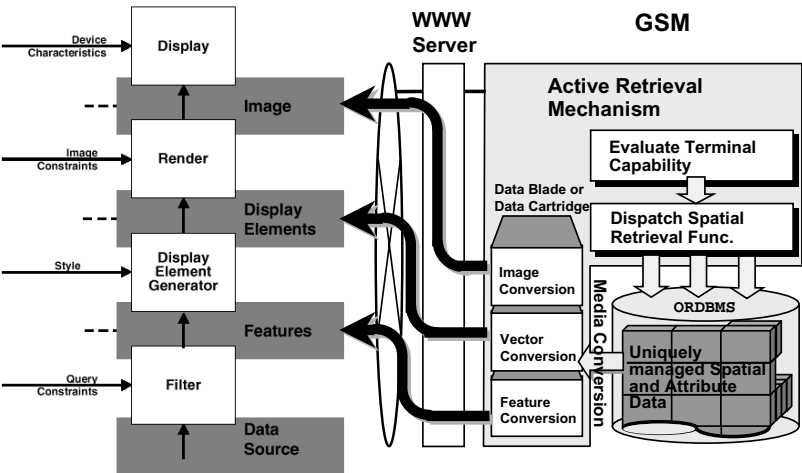 WWW
Server
GSM
Device
Characteristics
Display
Image
Image
Constraints
Render
Display
Elements
Style
Display
Element
Generator
Features
Query
Constraints
Filter
Data
Source
Active Retrieval
Mechanism
Evaluate Terminal
Capability
Dispatch Spatial
Retrieval Func.
Data Blade or
Data Cartridge
Image
Conversion
Vector
Conversion
Feature
Conversion
Media Conversion
ORDBMS
Uniquely
managed Spatial
and Attribute
Data